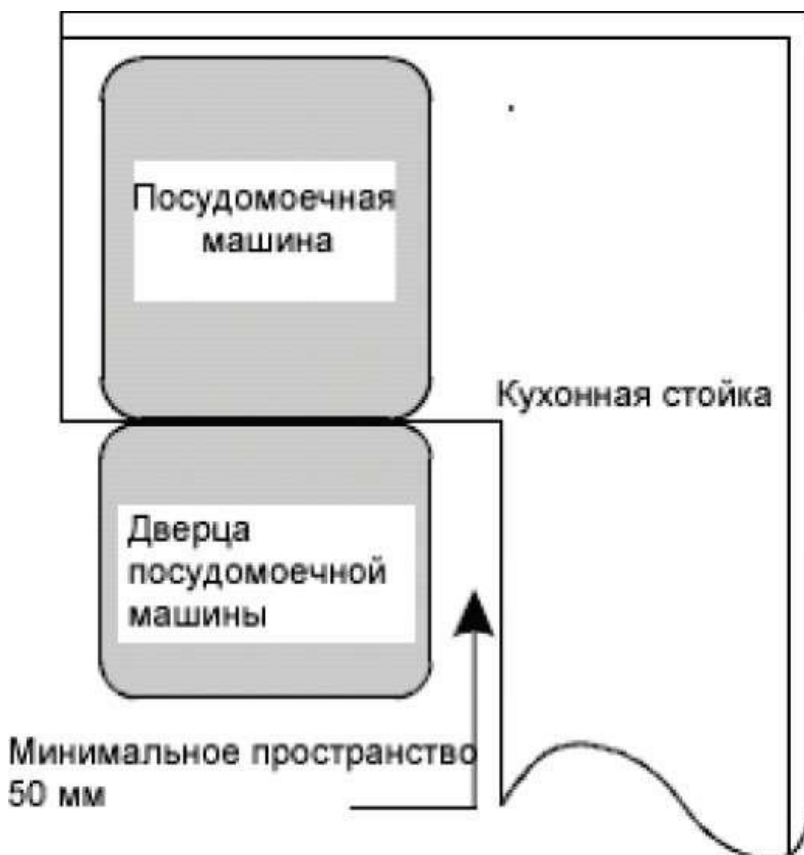 Посудомоечная
машина
Кухонная стойка
Дверца
посудомоечной
машины
Минимальное пространство
50 мм